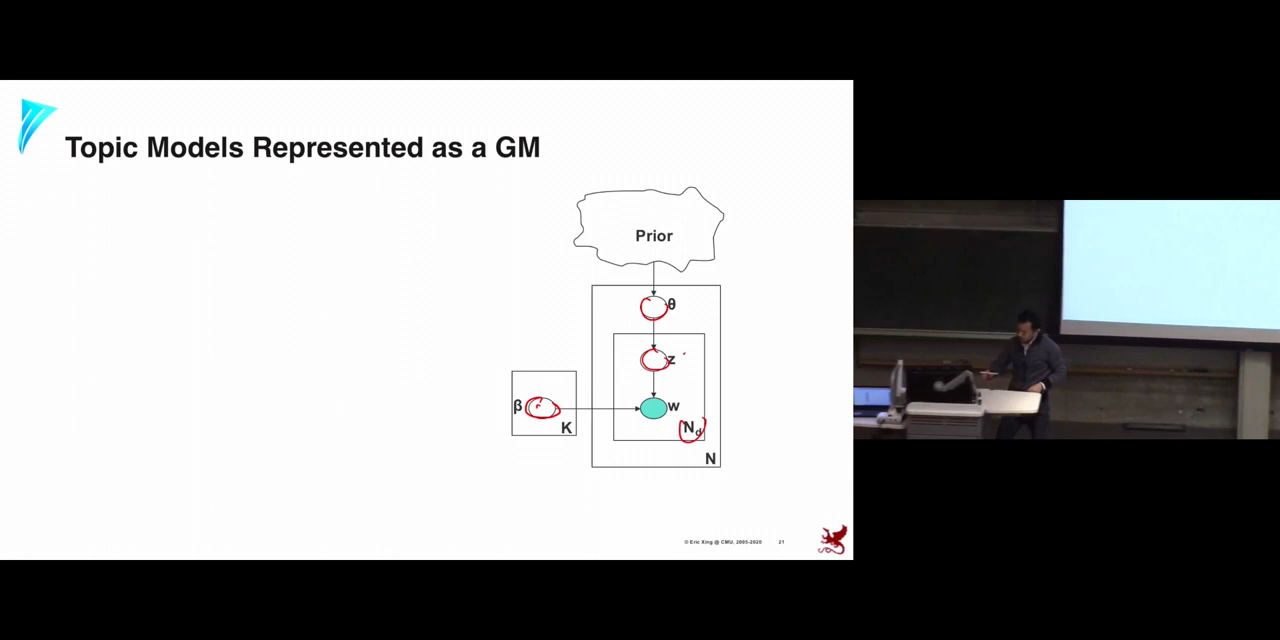 Topic Models Represented as a GM
Prior
θ
z
β
w
K
N_d
N
© Eric Xing @ CMU, 2005-2020
21